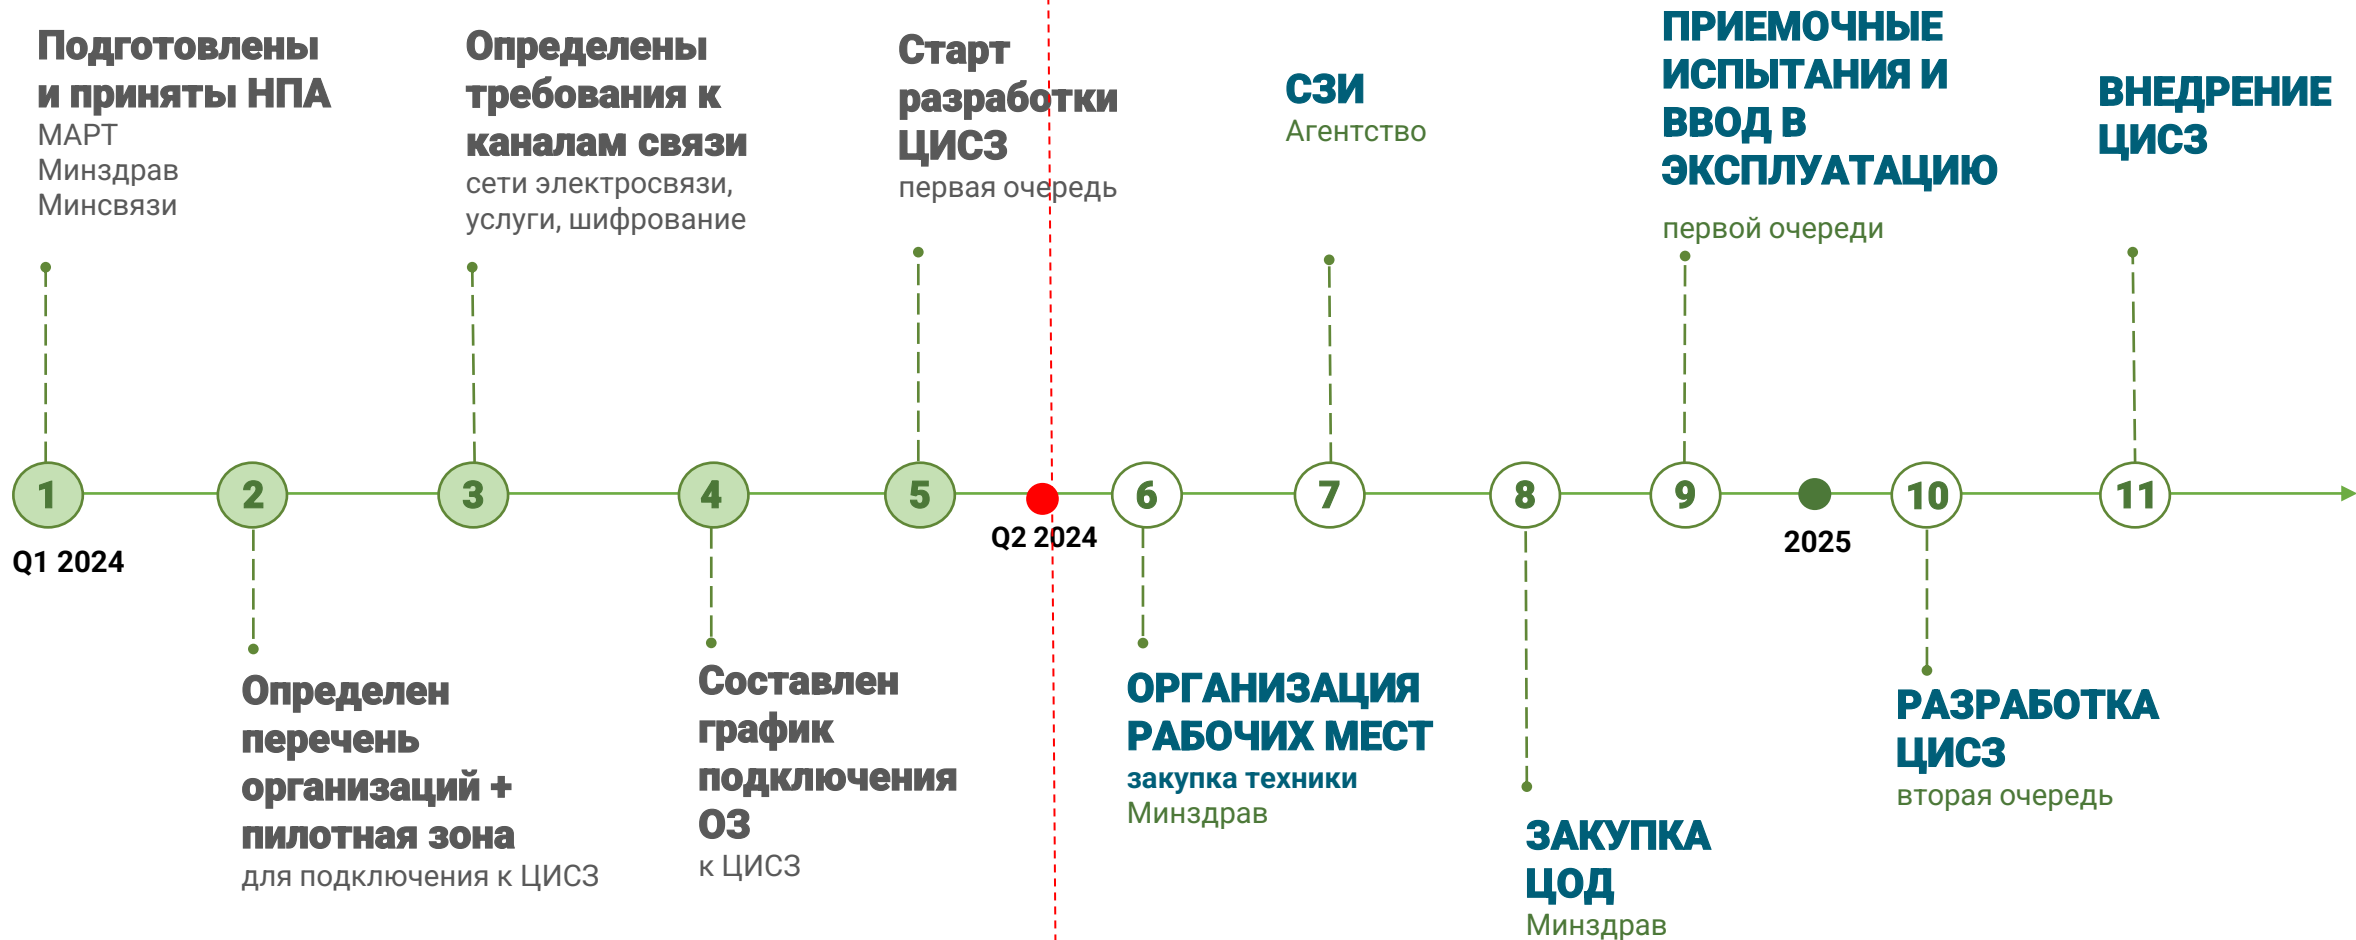 Подготовлены
и приняты НПА
МАРТ
Минздрав
Минсвязи
Определены
требования к
каналам связи
сети электросвязи,
услуги, шифрование
Старт
разработки
ЦИСЗ
первая очередь
СЗИ
Агентство
ПРИЕМОЧНЫЕ
ИСПЫТАНИЯ И
ВВОД В
ЭКСПЛУАТАЦИЮ
первой очереди
ВНЕДРЕНИЕ
ЦИСЗ
1
2
3
4
5
6
7
8
9
10
11
Q1 2024
Q2 2024
2025
Определен
перечень
организаций +
пилотная зона
для подключения к ЦИСЗ
Составлен
график
подключения
ОЗ
к ЦИСЗ
ОРГАНИЗАЦИЯ
РАБОЧИХ МЕСТ
закупка техники
Минздрав
ЗАКУПКА
ЦОД
Минздрав
РАЗРАБОТКА
ЦИСЗ
вторая очередь